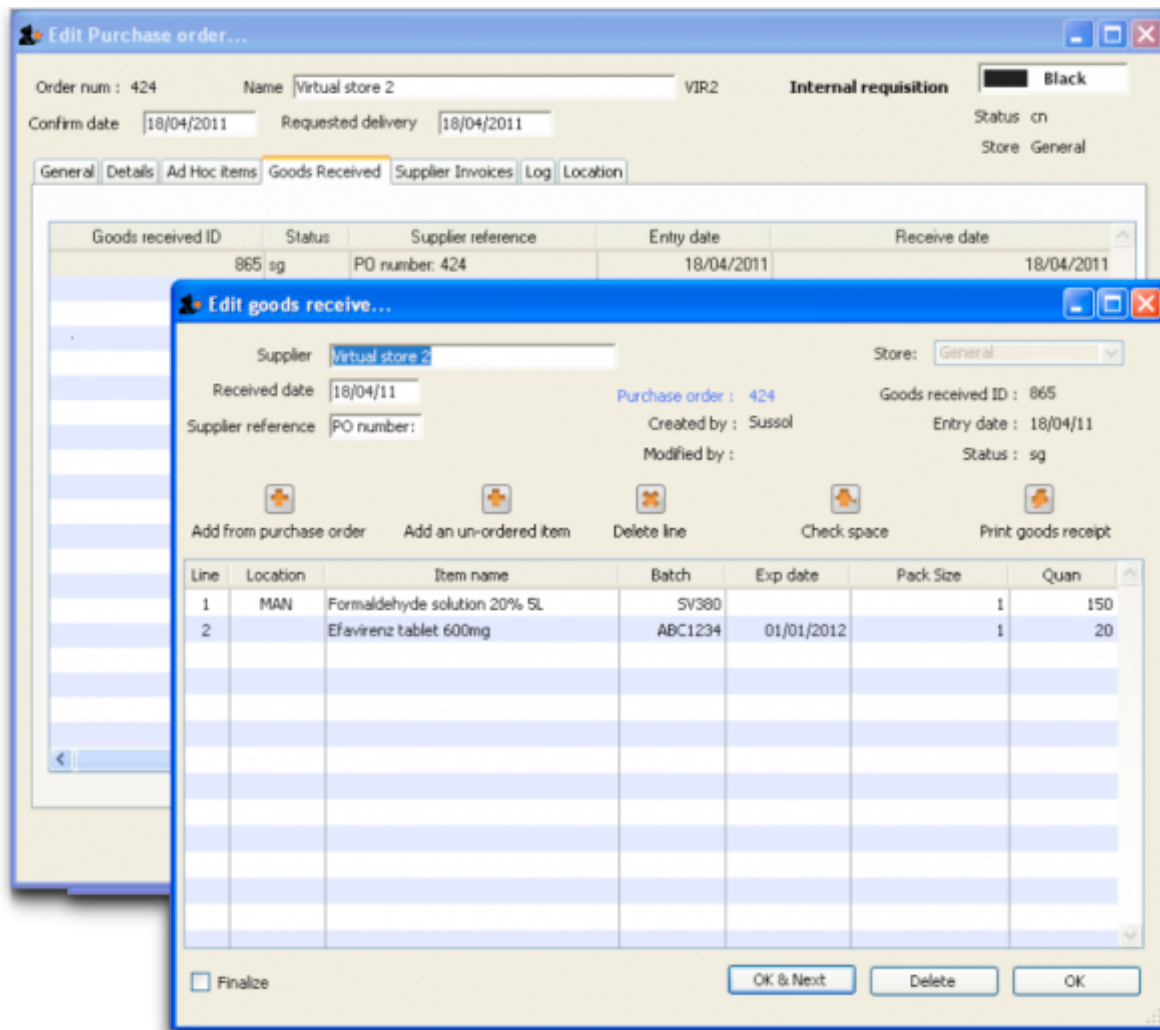 Edit Purchase order...
Order num : 424 Name Virtual store 2 VIR2 Internal requisition Black
Confirm date 18/04/2011 Requested delivery 18/04/2011 Status cn
Store General
General Details Ad Hoc items Goods Received Supplier Invoices Log Location
Goods received ID Status Supplier reference Entry date Receive date
865 sg PO number: 424 18/04/2011 18/04/2011
Edit goods receive...
Supplier Virtual store 2 Store: General
Received date 18/04/11 Purchase order : 424 Goods received ID : 865
Supplier reference PO number: Created by : Sussol Entry date : 18/04/11
Modified by : Status : sg
Add from purchase order Add an un-ordered item Delete line Check space Print goods receipt
Line Location Item name Batch Exp date Pack Size Quan
1 MAN Formaldehyde solution 20% 5L SV380 1 150
2 Efavirenz tablet 600mg ABC1234 01/01/2012 1 20
Finalize OK & Next Delete OK